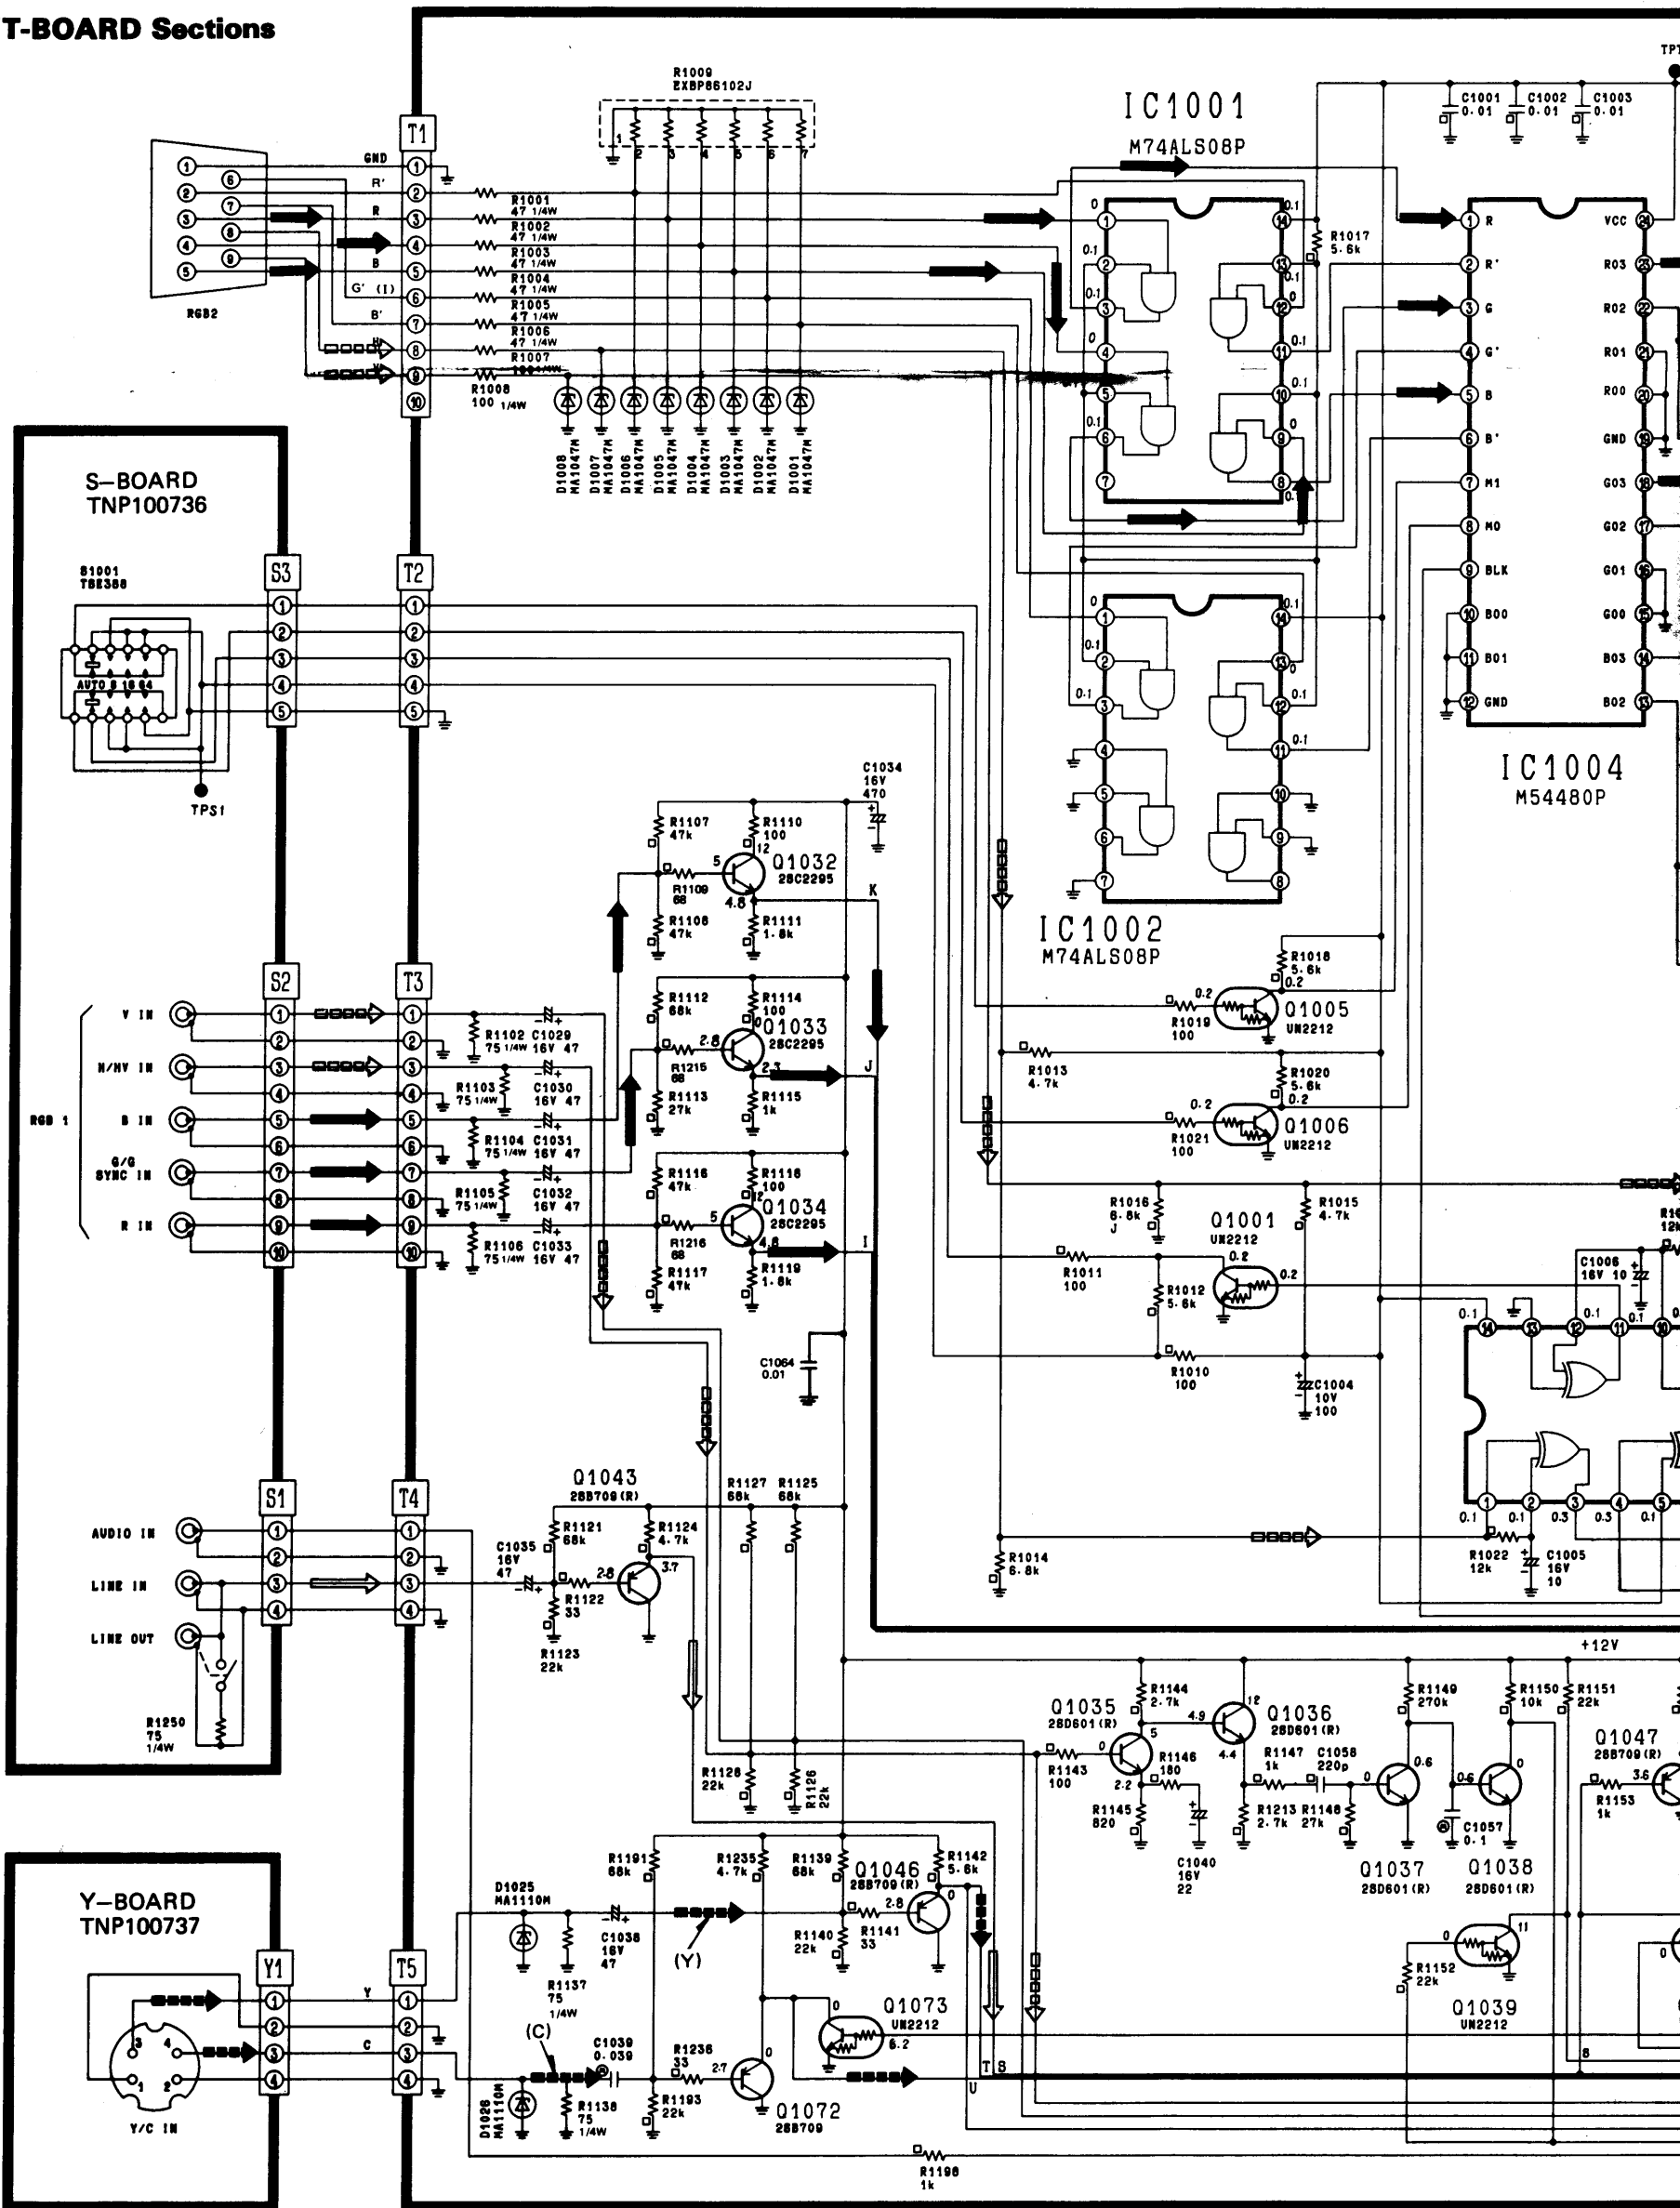 T-BOARD Sections
R1009
EXBP86102J
IC1001
M74ALS08P
C1001 0.01
C1002 0.01
C1003 0.01
T1
GND
R'
R
B
G' (I)
B'
RGB2
R1001
47 1/4W
R1002
47 1/4W
R1003
47 1/4W
R1004
47 1/4W
R1005
47 1/4W
R1006
47 1/4W
R1007
R1008
100 1/4W
D1008 MA1047M
D1007 MA1047M
D1006 MA1047M
D1005 MA1047M
D1004 MA1047M
D1003 MA1047M
D1002 MA1047M
D1001 MA1047M
R1017
5.6k
R VCC
R' R03
G R02
G' R01
B R00
B' GND
M1 G03
M0 G02
BLK G01
B00 G00
B01 B03
GND B02
IC1004
M54480P
S-BOARD
TNP100736
S1001
TSE388
S3
T2
AUTO 8 16 64
TPS1
IC1002
M74ALS08P
C1034
16V
470
R1107
47k
R1110
100
Q1032
2SC2295
R1109
68
R1108
47k
R1111
1.8k
K
R1112
68k
R1114
100
Q1033
2SC2295
R1215
68
R1113
27k
R1115
1k
J
R1116
47k
R1118
100
Q1034
2SC2295
R1216
68
R1117
47k
R1119
1.8k
I
C1064
0.01
S2
T3
RGB 1
V IN
H/HV IN
B IN
G/G
SYNC IN
R IN
R1102
75 1/4W
C1029
16V 47
R1103
75 1/4W
C1030
16V 47
R1104
75 1/4W
C1031
16V 47
R1105
75 1/4W
C1032
16V 47
R1106
75 1/4W
C1033
16V 47
R1018
5.6k
R1019
100
Q1005
UN2212
R1013
4.7k
R1020
5.6k
R1021
100
Q1006
UN2212
R1016
6.8k
J
Q1001
UN2212
R1015
4.7k
R1011
100
R1012
5.6k
R1010
100
C1004
10V
100
C1006
16V 10
R1022
12k
C1005
16V
10
R1014
6.8k
S1
T4
AUDIO IN
LINE IN
LINE OUT
R1250
75
1/4W
Q1043
2SB709(R)
C1035
16V
47
R1121
68k
R1124
4.7k
R1122
33
R1123
22k
R1127
68k
R1125
68k
R1128
22k
R1126
22k
+12V
Q1035
2SD601(R)
R1144
2.7k
Q1036
2SD601(R)
R1143
100
R1146
180
R1147
1k
C1058
220p
R1145
820
R1213
2.7k
R1148
27k
C1040
16V
22
R1149
270k
R1150
10k
R1151
22k
C1057
0.1
Q1037
2SD601(R)
Q1038
2SD601(R)
Q1047
2SB709(R)
R1153
1k
R1152
22k
Q1039
UN2212
Y-BOARD
TNP100737
Y1
T5
Y
C
Y/C IN
D1025
MA1110M
C1038
16V
47
R1137
75
1/4W
(Y)
(C)
D1026
MA1110M
R1138
75
1/4W
C1039
0.039
R1191
68k
R1235
4.7k
R1139
68k
Q1046
2SB709(R)
R1142
5.6k
R1140
22k
R1141
33
R1236
33
R1193
22k
Q1072
2SB709
Q1073
UN2212
T S
U
S
R1198
1k